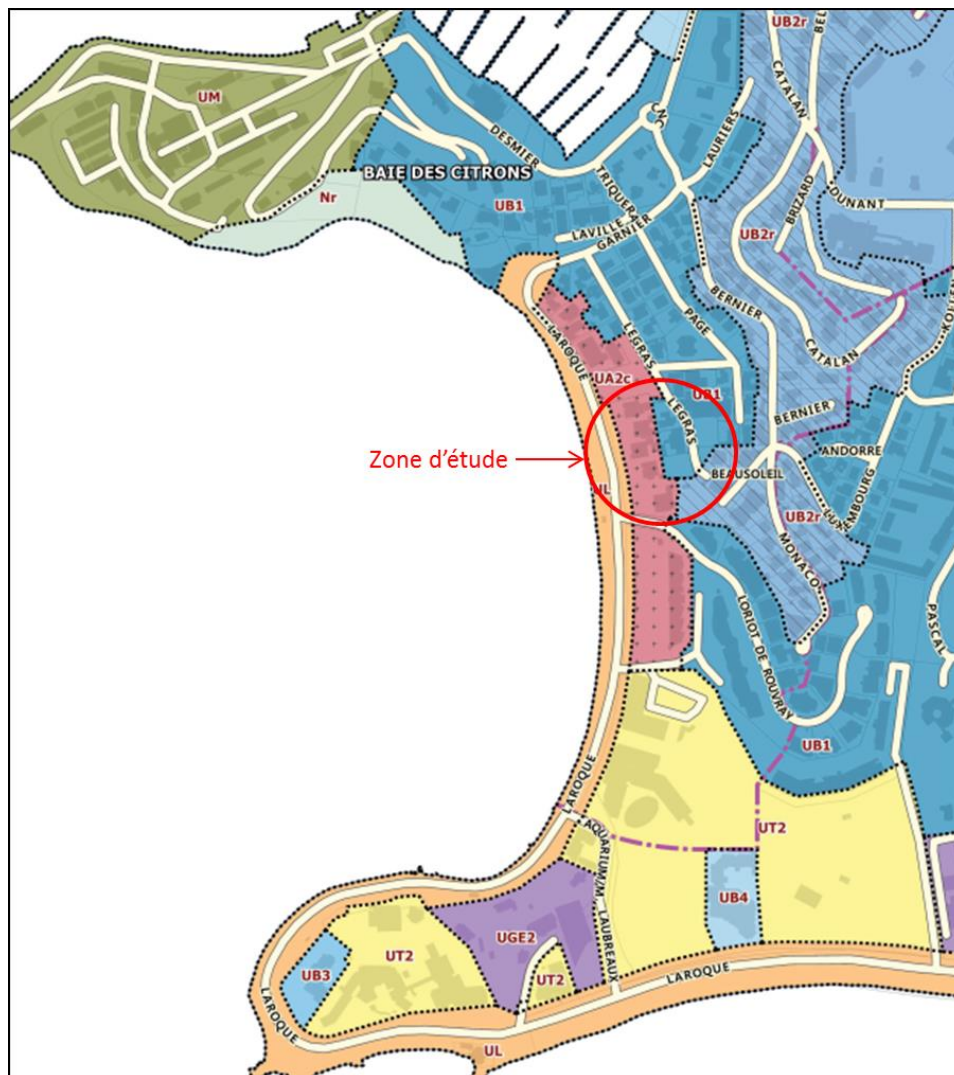 UB2r
BEL
CATALAN
UM
LAURIERS
DESMIER
BAIE DES CITRONS
TRIQUERA
BRIZARD
DUNANT
Nr
UB1
LAVILLE
GARNIER
UB2r
BERNIER
PAGE
LEGRAS
LAROQUE
CATALAN
UA2c
UB1
LEGRAS
BERNIER
Zone d'étude
ANDORRE
BEAUSOLEIL
UL
UB2r
MONACO
LORIOT DE ROUVRAY
PASCAL
UB1
LAROQUE
UT2
AQUARIUM
LAUBREAUX
UB4
UGE2
UT2
UB3
UT2
LAROQUE
LAROQUE
UL